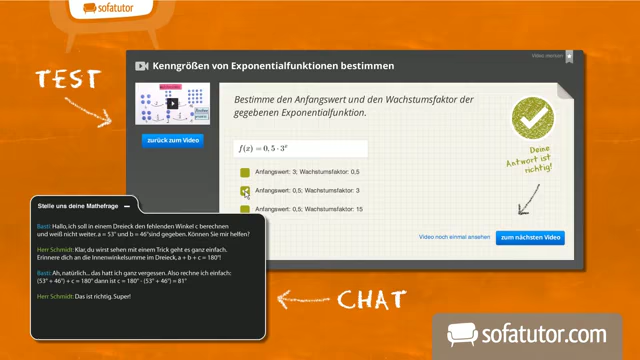 sofatutor
Video merken
Kenngrößen von Exponentialfunktionen bestimmen
TEST
Bestimme den Anfangswert und den Wachstumsfaktor der
gegebenen Exponentialfunktion.
zurück zum Video
f(x) = 0,5 · 3^x
Deine
Antwort ist
richtig!
Anfangswert: 3; Wachstumsfaktor: 0,5
Anfangswert: 0,5; Wachstumsfaktor: 3
Anfangswert: 0,5; Wachstumsfaktor: 15
Video noch einmal ansehen
zum nächsten Video
Stelle uns deine Mathefrage
Basti: Hallo, ich soll in einem Dreieck den fehlenden Winkel c berechnen
und weiß nicht weiter. a = 53° und b = 46°sind gegeben. Können Sie mir helfen?
Herr Schmidt: Klar, du wirst sehen mit einem Trick geht es ganz einfach.
Erinnere dich an die Innenwinkelsumme im Dreieck, a + b + c = 180°!
Basti: Ah, natürlich... das hatt ich ganz vergessen. Also rechne ich einfach:
(53° + 46°) + c = 180° dann ist c = 180° - (53° + 46°) = 81°
Herr Schmidt: Das ist richtig. Super!
CHAT
sofatutor.com